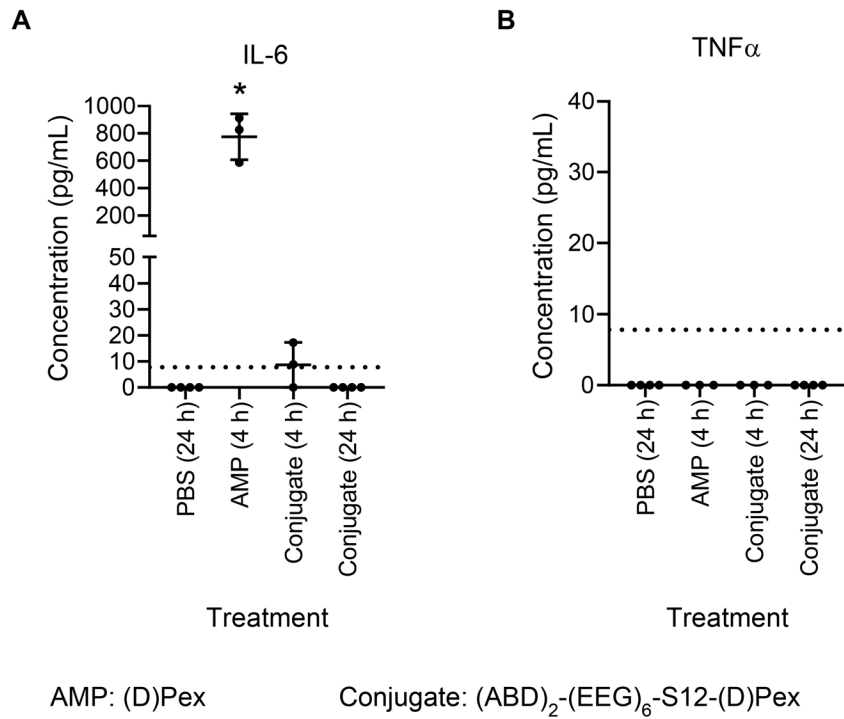 A
IL-6
*
Concentration (pg/mL)
1000
800
600
400
200
50
40
30
20
10
0
PBS (24 h)
AMP (4 h)
Conjugate (4 h)
Conjugate (24 h)
Treatment
B
TNFα
Concentration (pg/mL)
40
30
20
10
0
PBS (24 h)
AMP (4 h)
Conjugate (4 h)
Conjugate (24 h)
Treatment
AMP: (D)Pex
Conjugate: (ABD)₂-(EEG)₆-S12-(D)Pex